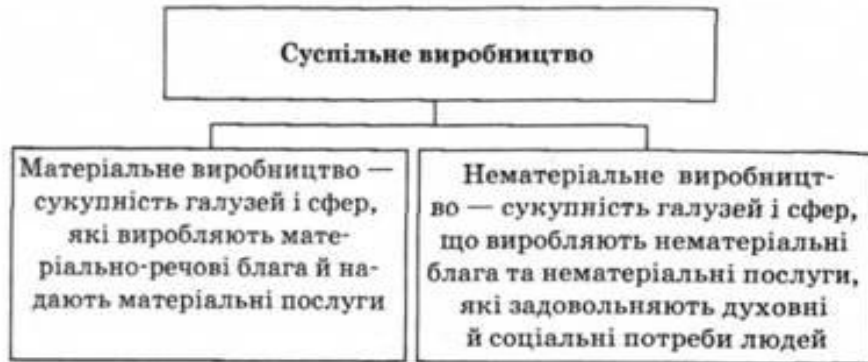 Суспільне виробництво
Матеріальне виробництво —
сукупність галузей і сфер,
які виробляють мате-
ріально-речові блага й на-
дають матеріальні послуги
Нематеріальне виробницт-
во — сукупність галузей і сфер,
що виробляють нематеріальні
блага та нематеріальні послуги,
які задовольняють духовні
й соціальні потреби людей